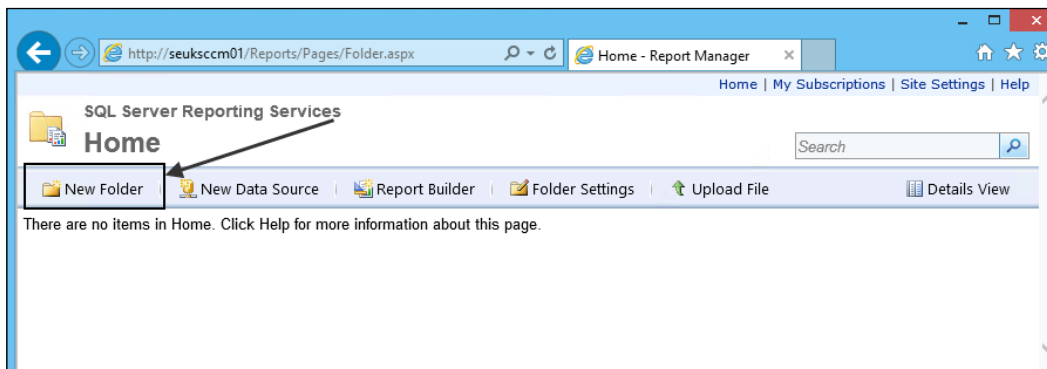 http://seuksccm01/Reports/Pages/Folder.aspx
Home - Report Manager
Home | My Subscriptions | Site Settings | Help
SQL Server Reporting Services
Home
Search
New Folder | New Data Source | Report Builder | Folder Settings | Upload File Details View
There are no items in Home. Click Help for more information about this page.